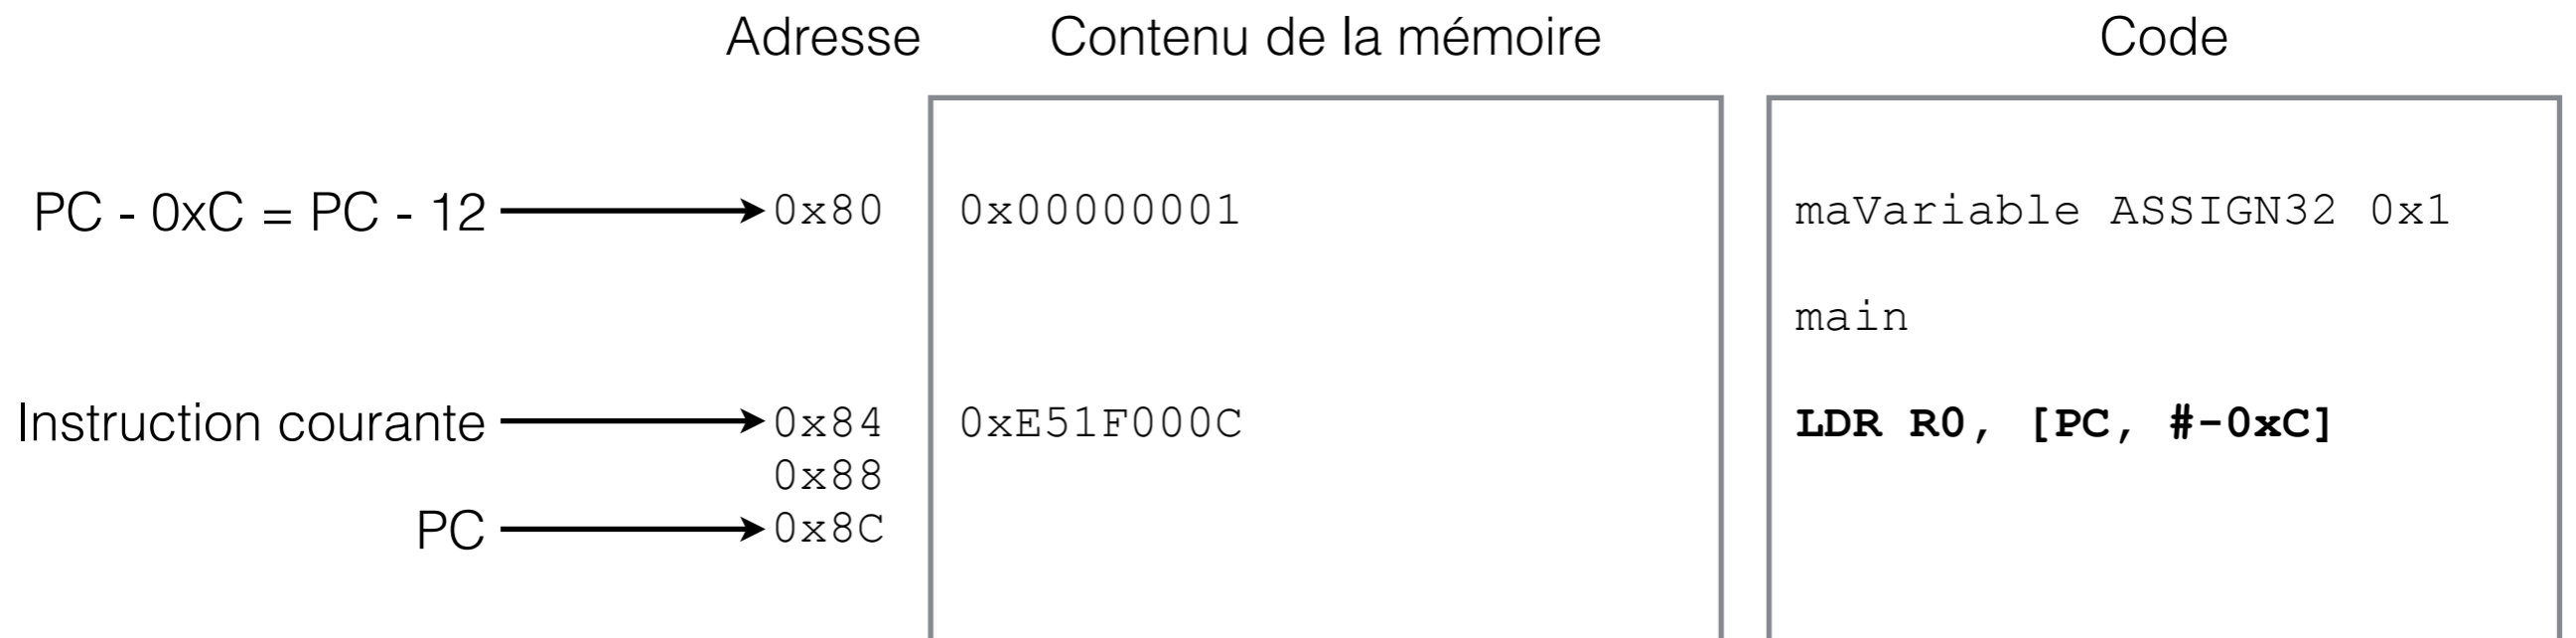 Adresse Contenu de la mémoire Code
PC - 0xC = PC - 12 0x80 0x00000001 maVariable ASSIGN32 0x1
main
Instruction courante 0x84 0xE51F000C LDR R0, [PC, #-0xC]
0x88
PC 0x8C